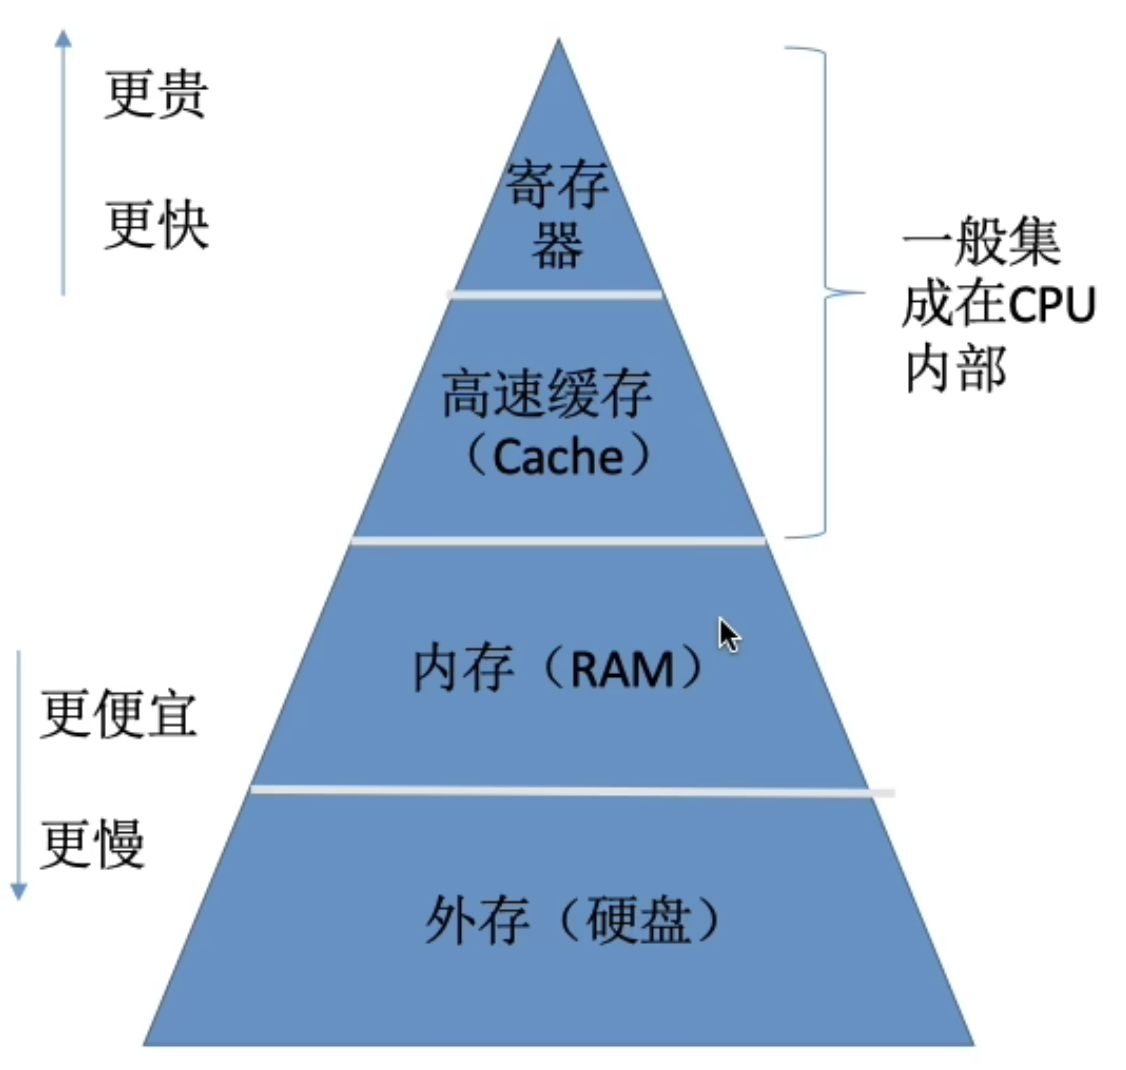 更贵
更快
寄存
器
高速缓存
（Cache）
一般集
成在CPU
内部
内存（RAM）
更便宜
更慢
外存（硬盘）